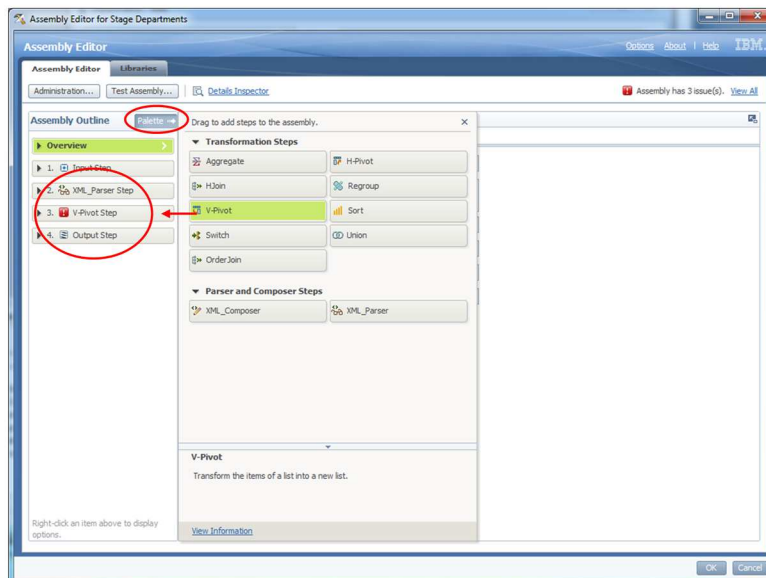 Assembly Editor for Stage Departments
Assembly Editor
Options About | Help IBM.
Assembly Editor Libraries
Administration... Test Assembly... Details Inspector
Assembly has 3 issue(s). View All
Assembly Outline Palette →
Overview
1. Input Step
2. XML_Parser Step
3. V-Pivot Step
4. Output Step
Right-click an item above to display
options.
Drag to add steps to the assembly.
Transformation Steps
Aggregate H-Pivot
HJoin Regroup
V-Pivot Sort
Switch Union
OrderJoin
Parser and Composer Steps
XML_Composer XML_Parser
V-Pivot
Transform the items of a list into a new list.
View Information
OK Cancel